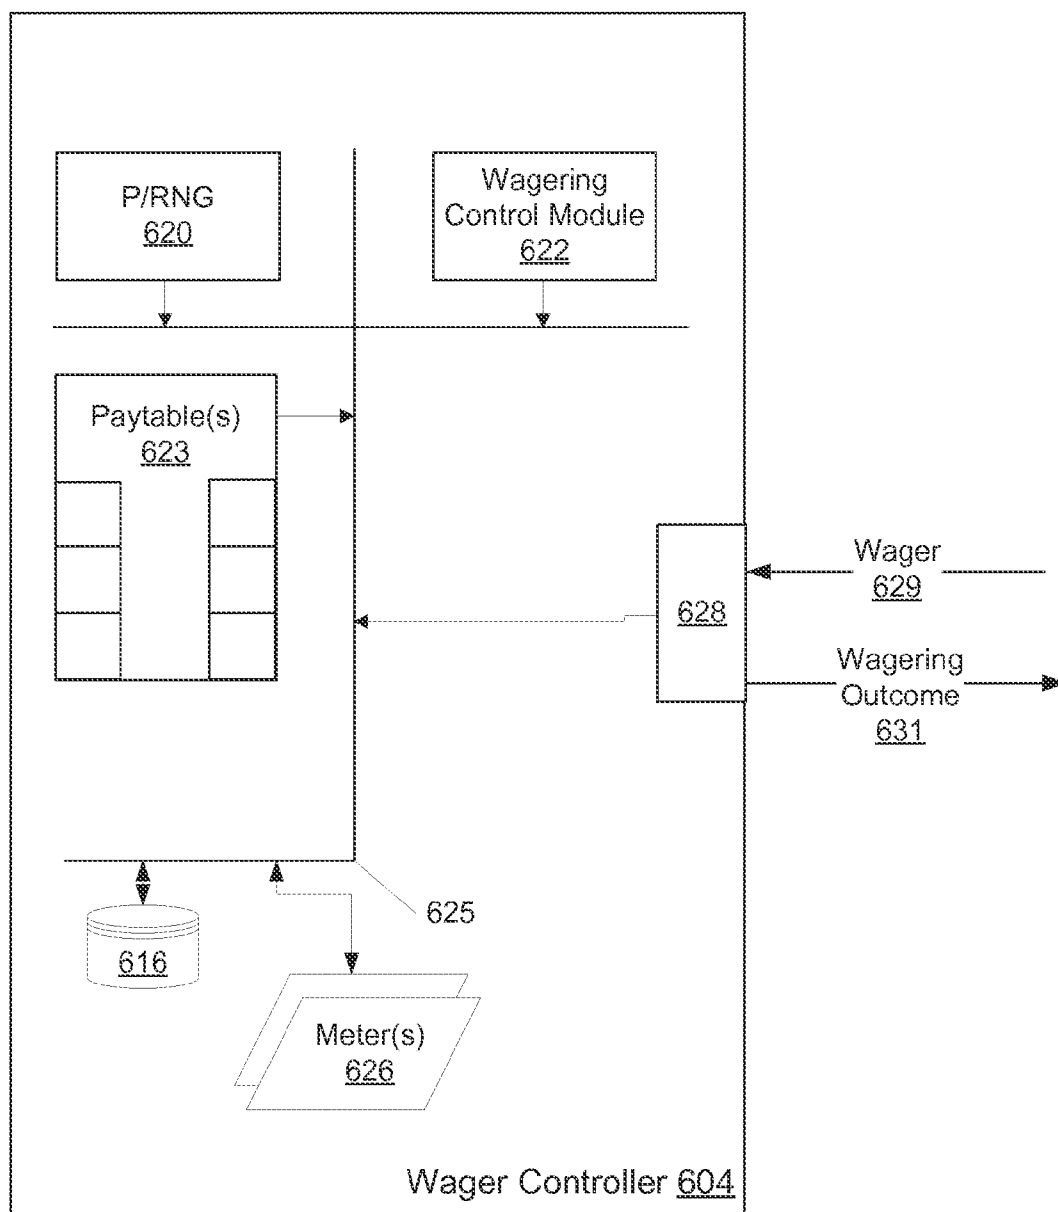 P/RNG
620
Wagering
Control Module
622
Paytable(s)
623
628
Wager
629
Wagering
Outcome
631
625
616
Meter(s)
626
Wager Controller 604